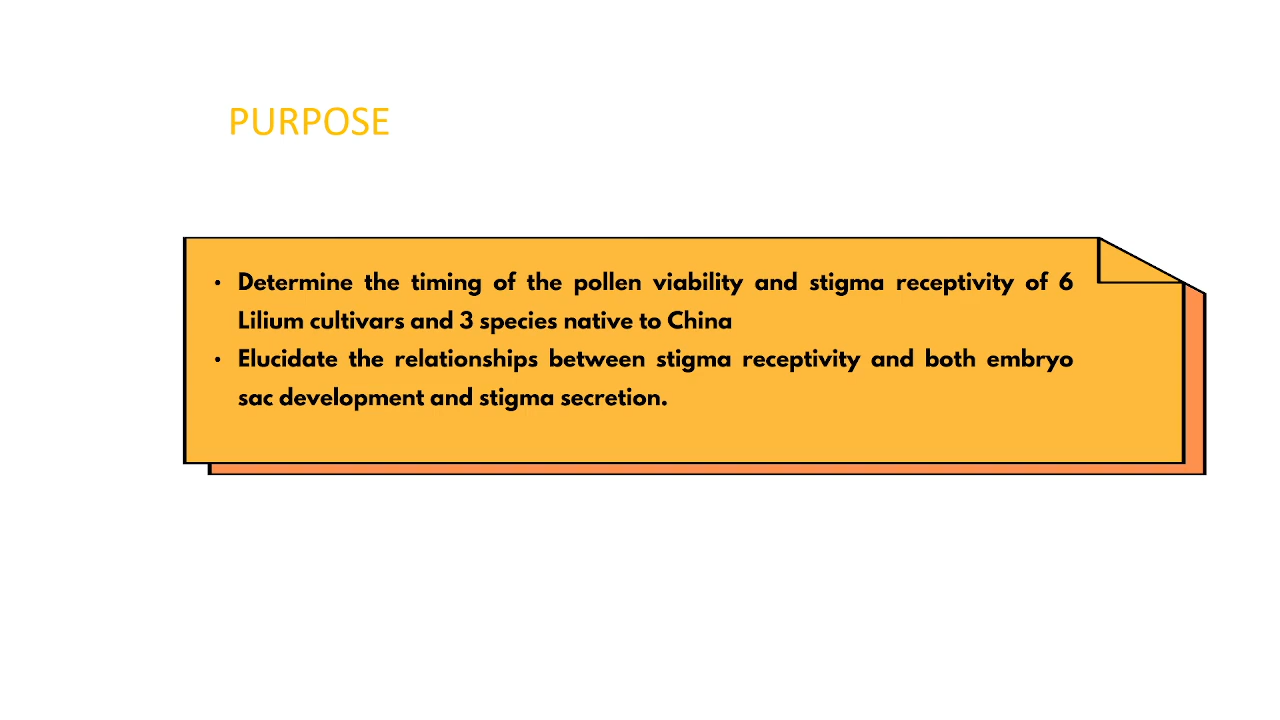 PURPOSE
• Determine the timing of the pollen viability and stigma receptivity of 6
Lilium cultivars and 3 species native to China
• Elucidate the relationships between stigma receptivity and both embryo
sac development and stigma secretion.